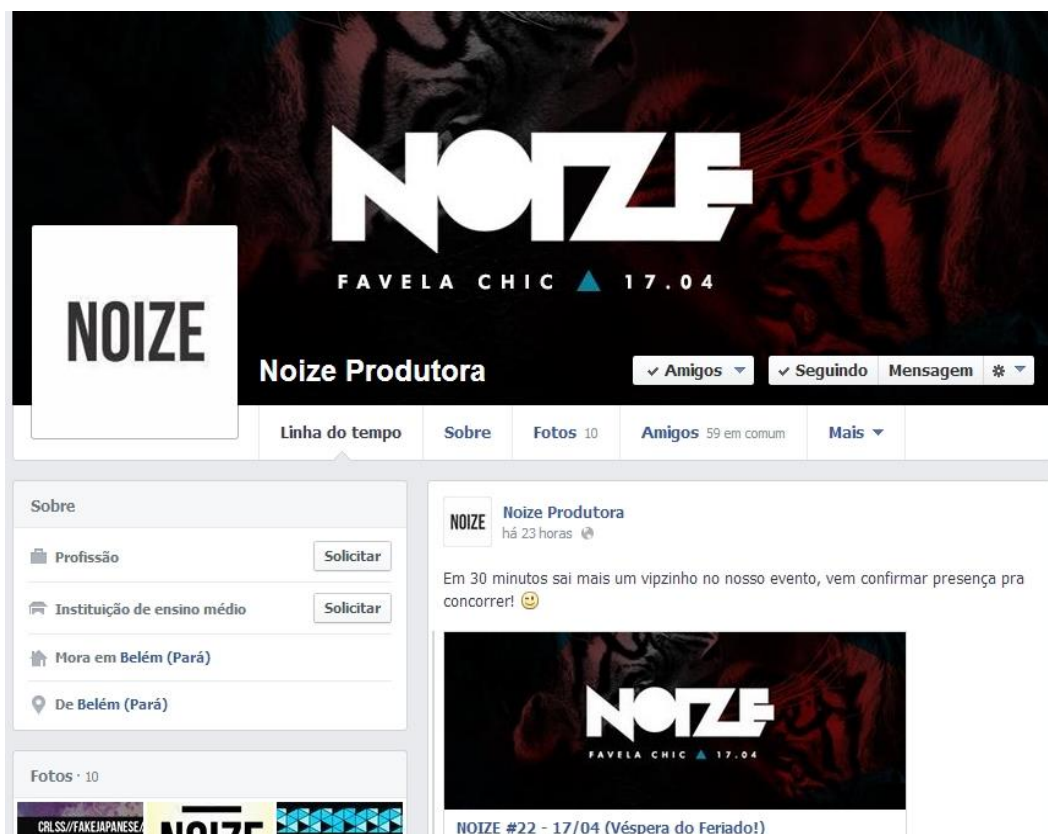 NOIZE
FAVELA CHIC ▲ 17.04
NOIZE
Noize Produtora
Amigos
Seguindo
Mensagem
Linha do tempo
Sobre
Fotos 10
Amigos 59 em comum
Mais
Sobre
Profissão
Solicitar
Instituição de ensino médio
Solicitar
Mora em Belém (Pará)
De Belém (Pará)
Fotos · 10
CRLSS//FAKEJAPANESE/
NOIZE
NOIZE
Noize Produtora
há 23 horas
Em 30 minutos sai mais um vipzinho no nosso evento, vem confirmar presença pra
concorrer!
NOIZE
FAVELA CHIC ▲ 17.04
NOIZE #22 - 17/04 (Véspera do Feriado!)